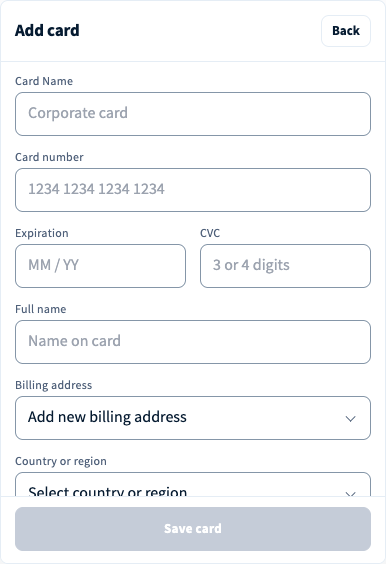 Add card
Back
Card Name
Corporate card
Card number
1234 1234 1234 1234
Expiration
CVC
MM / YY
3 or 4 digits
Full name
Name on card
Billing address
Add new billing address
Country or region
Select country or region
Save card